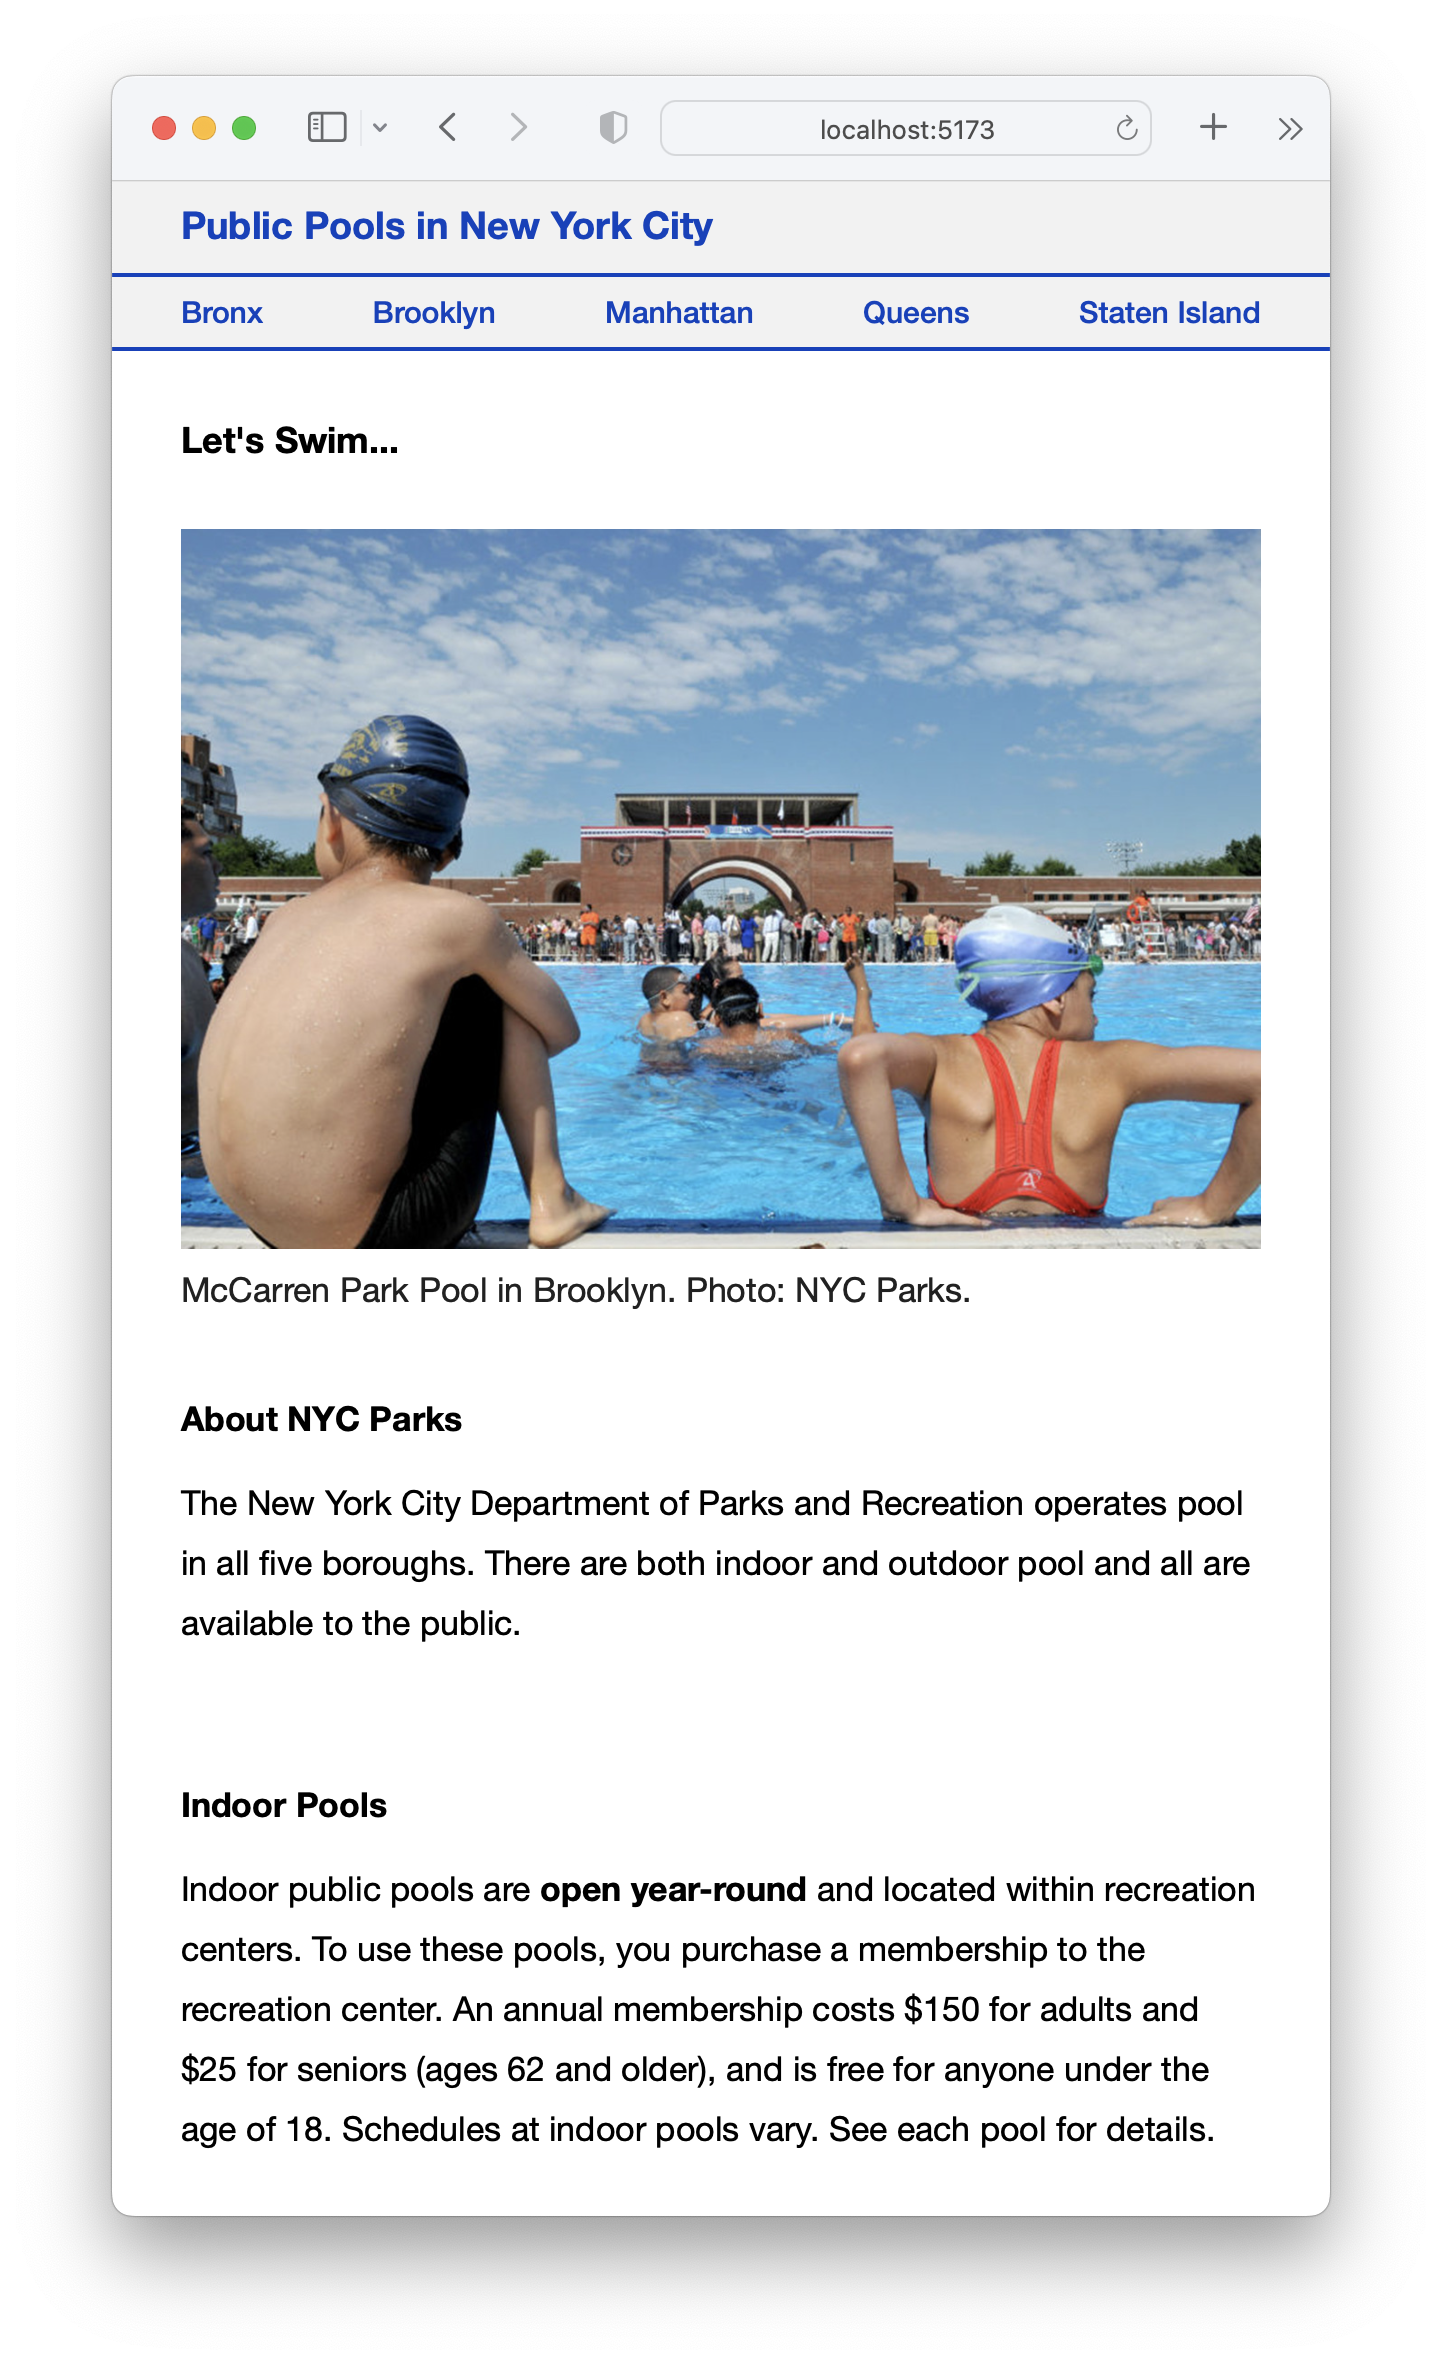 localhost:5173
Public Pools in New York City
Bronx Brooklyn Manhattan Queens Staten Island
Let's Swim...
McCarren Park Pool in Brooklyn. Photo: NYC Parks.
About NYC Parks
The New York City Department of Parks and Recreation operates pool
in all five boroughs. There are both indoor and outdoor pool and all are
available to the public.
Indoor Pools
Indoor public pools are open year-round and located within recreation
centers. To use these pools, you purchase a membership to the
recreation center. An annual membership costs $150 for adults and
$25 for seniors (ages 62 and older), and is free for anyone under the
age of 18. Schedules at indoor pools vary. See each pool for details.